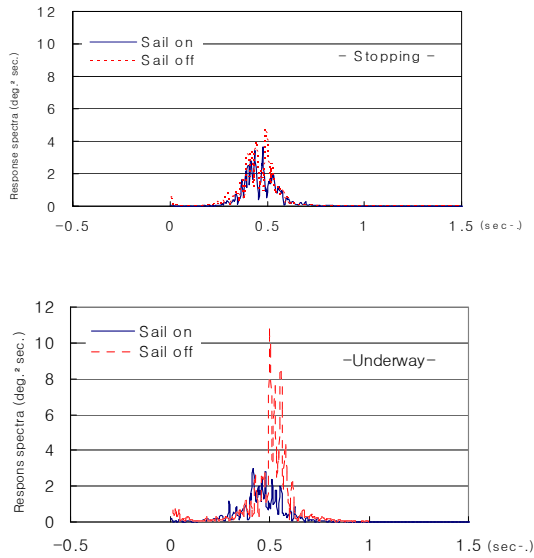 12
10
8
6
4
2
0
Response spectra (deg.² sec.)
Sail on
Sail off
- Stopping -
-0.5 0 0.5 1 1.5 (sec-.)
12
10
8
6
4
2
0
Respons spectra (deg.² sec.)
Sail on
Sail off
-Underway-
-0.5 0 0.5 1 1.5 (sec-.)